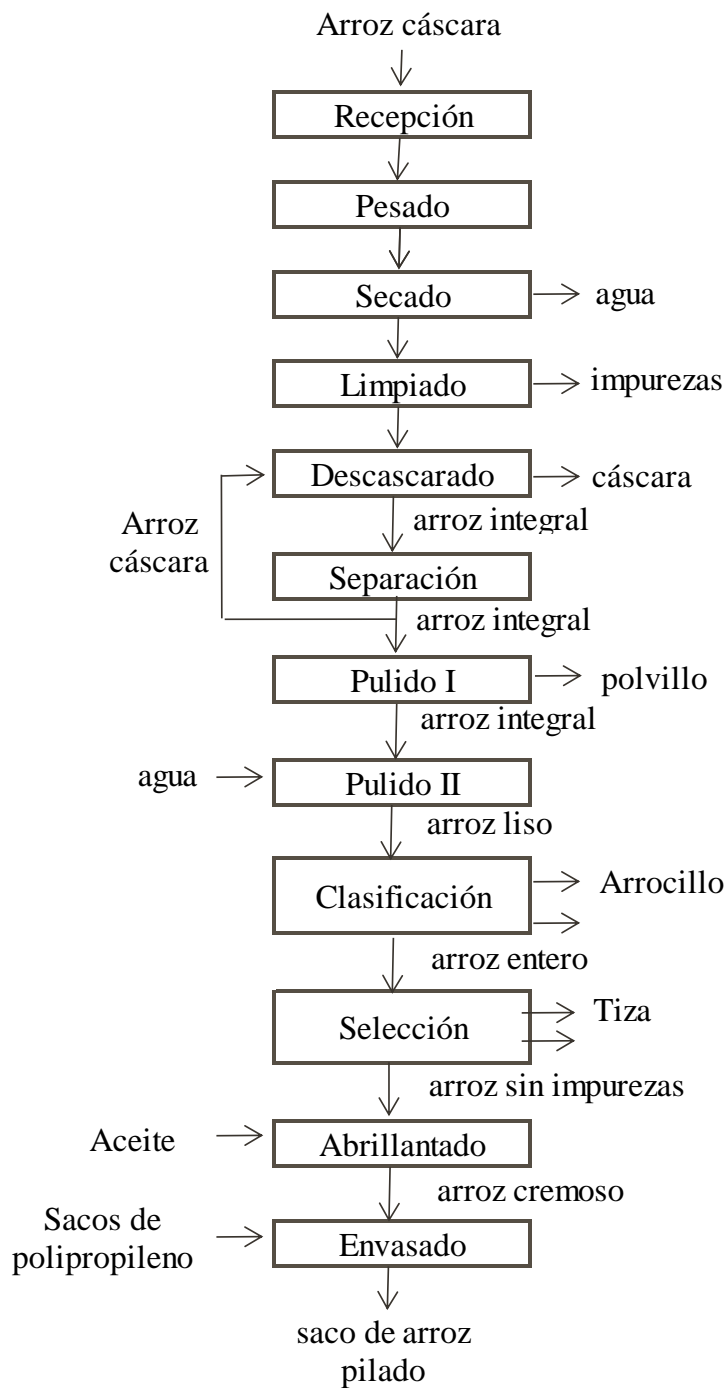 Arroz cáscara
Recepción
Pesado
Secado
agua
Limpiado
impurezas
Descascarado
cáscara
arroz integral
Arroz
cáscara
Separación
arroz integral
Pulido I
polvillo
arroz integral
agua
Pulido II
arroz liso
Clasificación
Arrocillo
arroz entero
Selección
Tiza
arroz sin impurezas
Aceite
Abrillantado
arroz cremoso
Sacos de
polipropileno
Envasado
saco de arroz
pilado